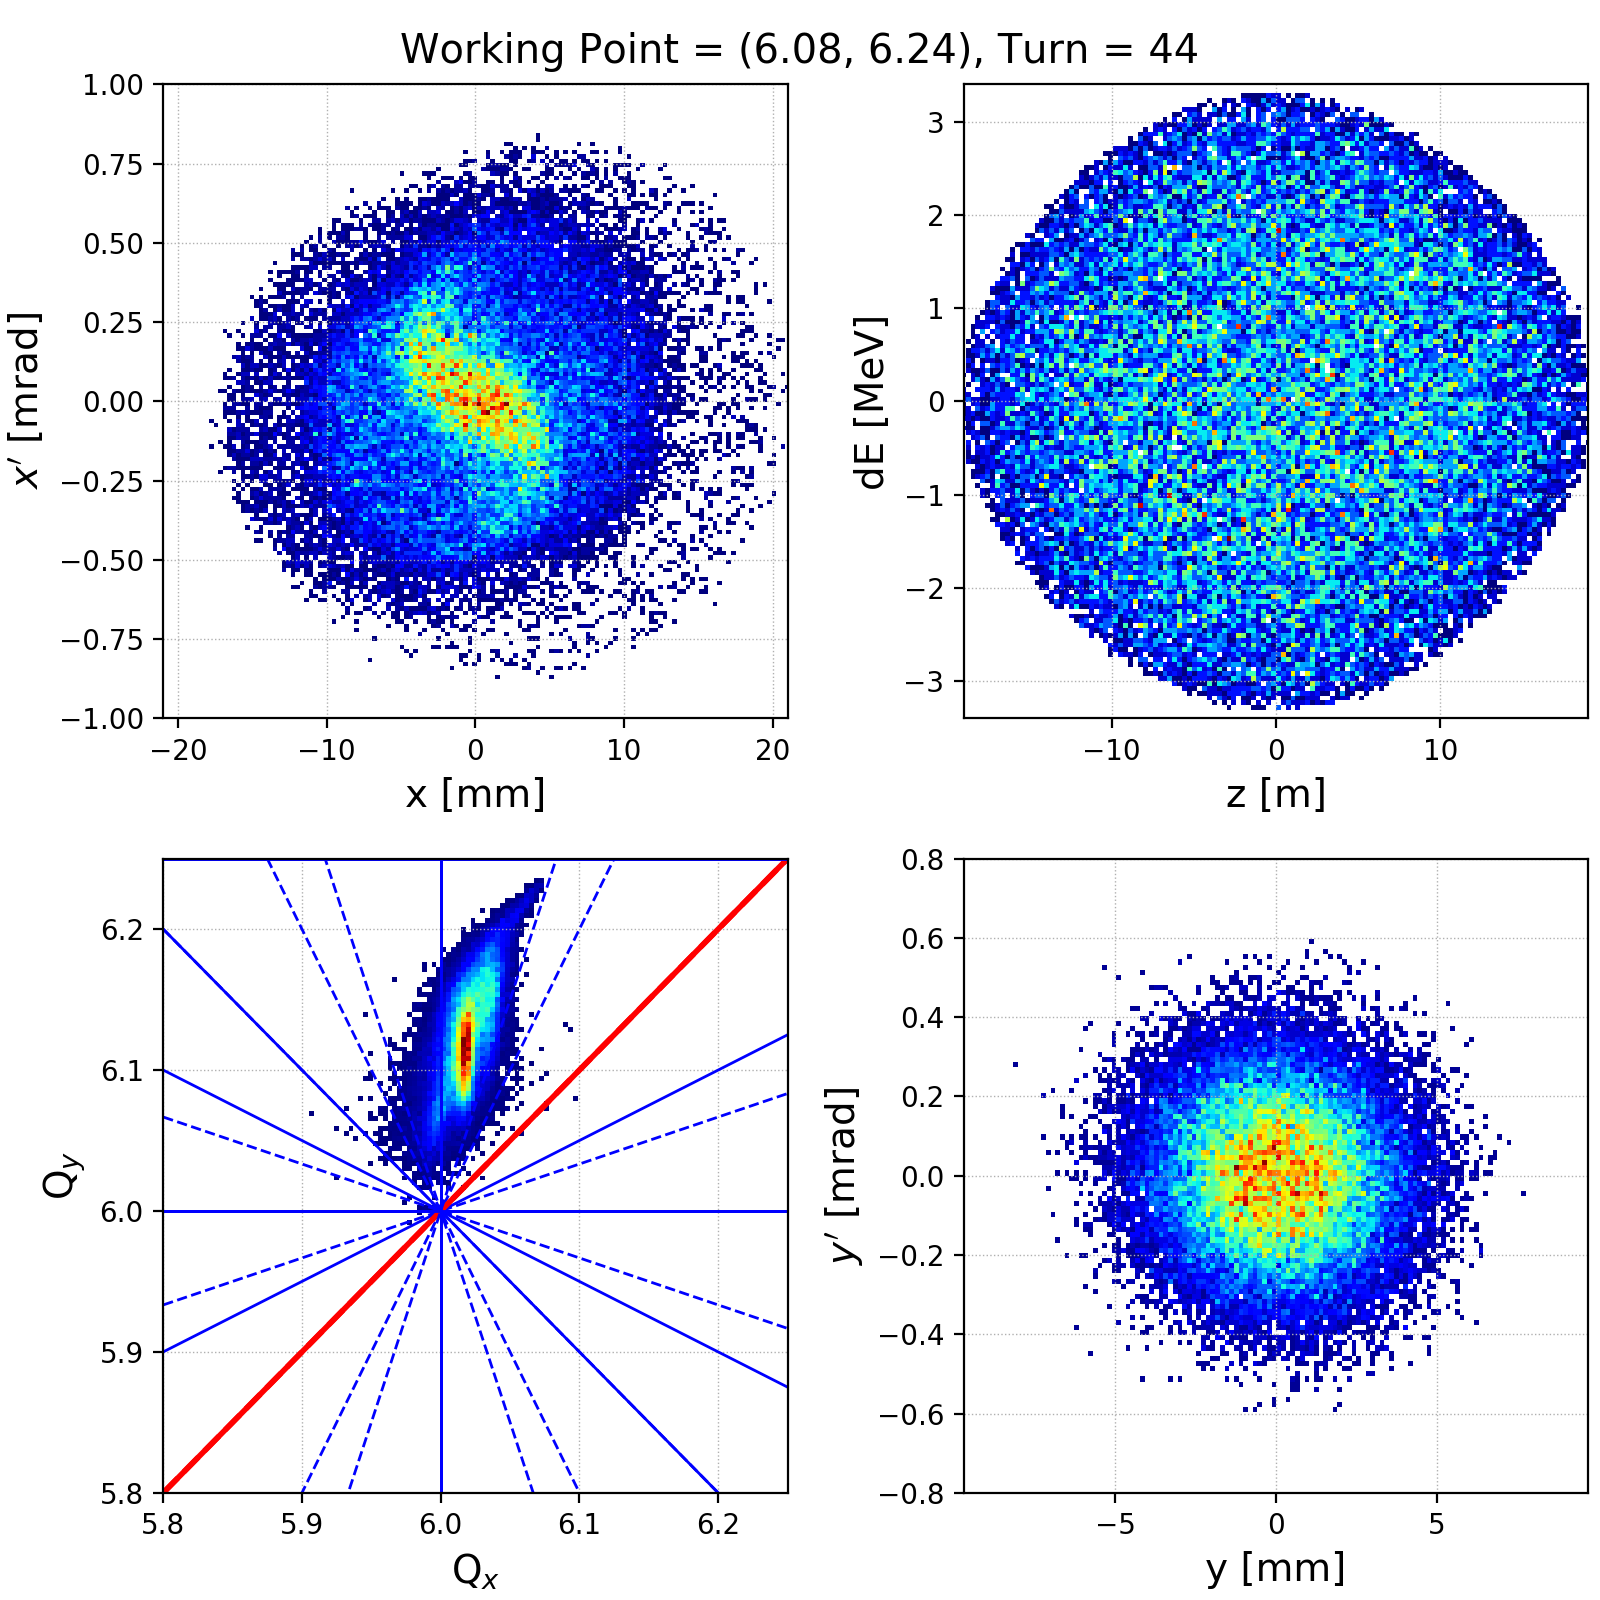 Working Point = (6.08, 6.24), Turn = 44
1.00
0.75
0.50
0.25
0.00
−0.25
−0.50
−0.75
−1.00
x′ [mrad]
−20 −10 0 10 20
x [mm]
3
2
1
0
−1
−2
−3
dE [MeV]
−10 0 10
z [m]
6.2
6.1
6.0
5.9
5.8
Qy
5.8 5.9 6.0 6.1 6.2
Qx
0.8
0.6
0.4
0.2
0.0
−0.2
−0.4
−0.6
−0.8
y′ [mrad]
−5 0 5
y [mm]